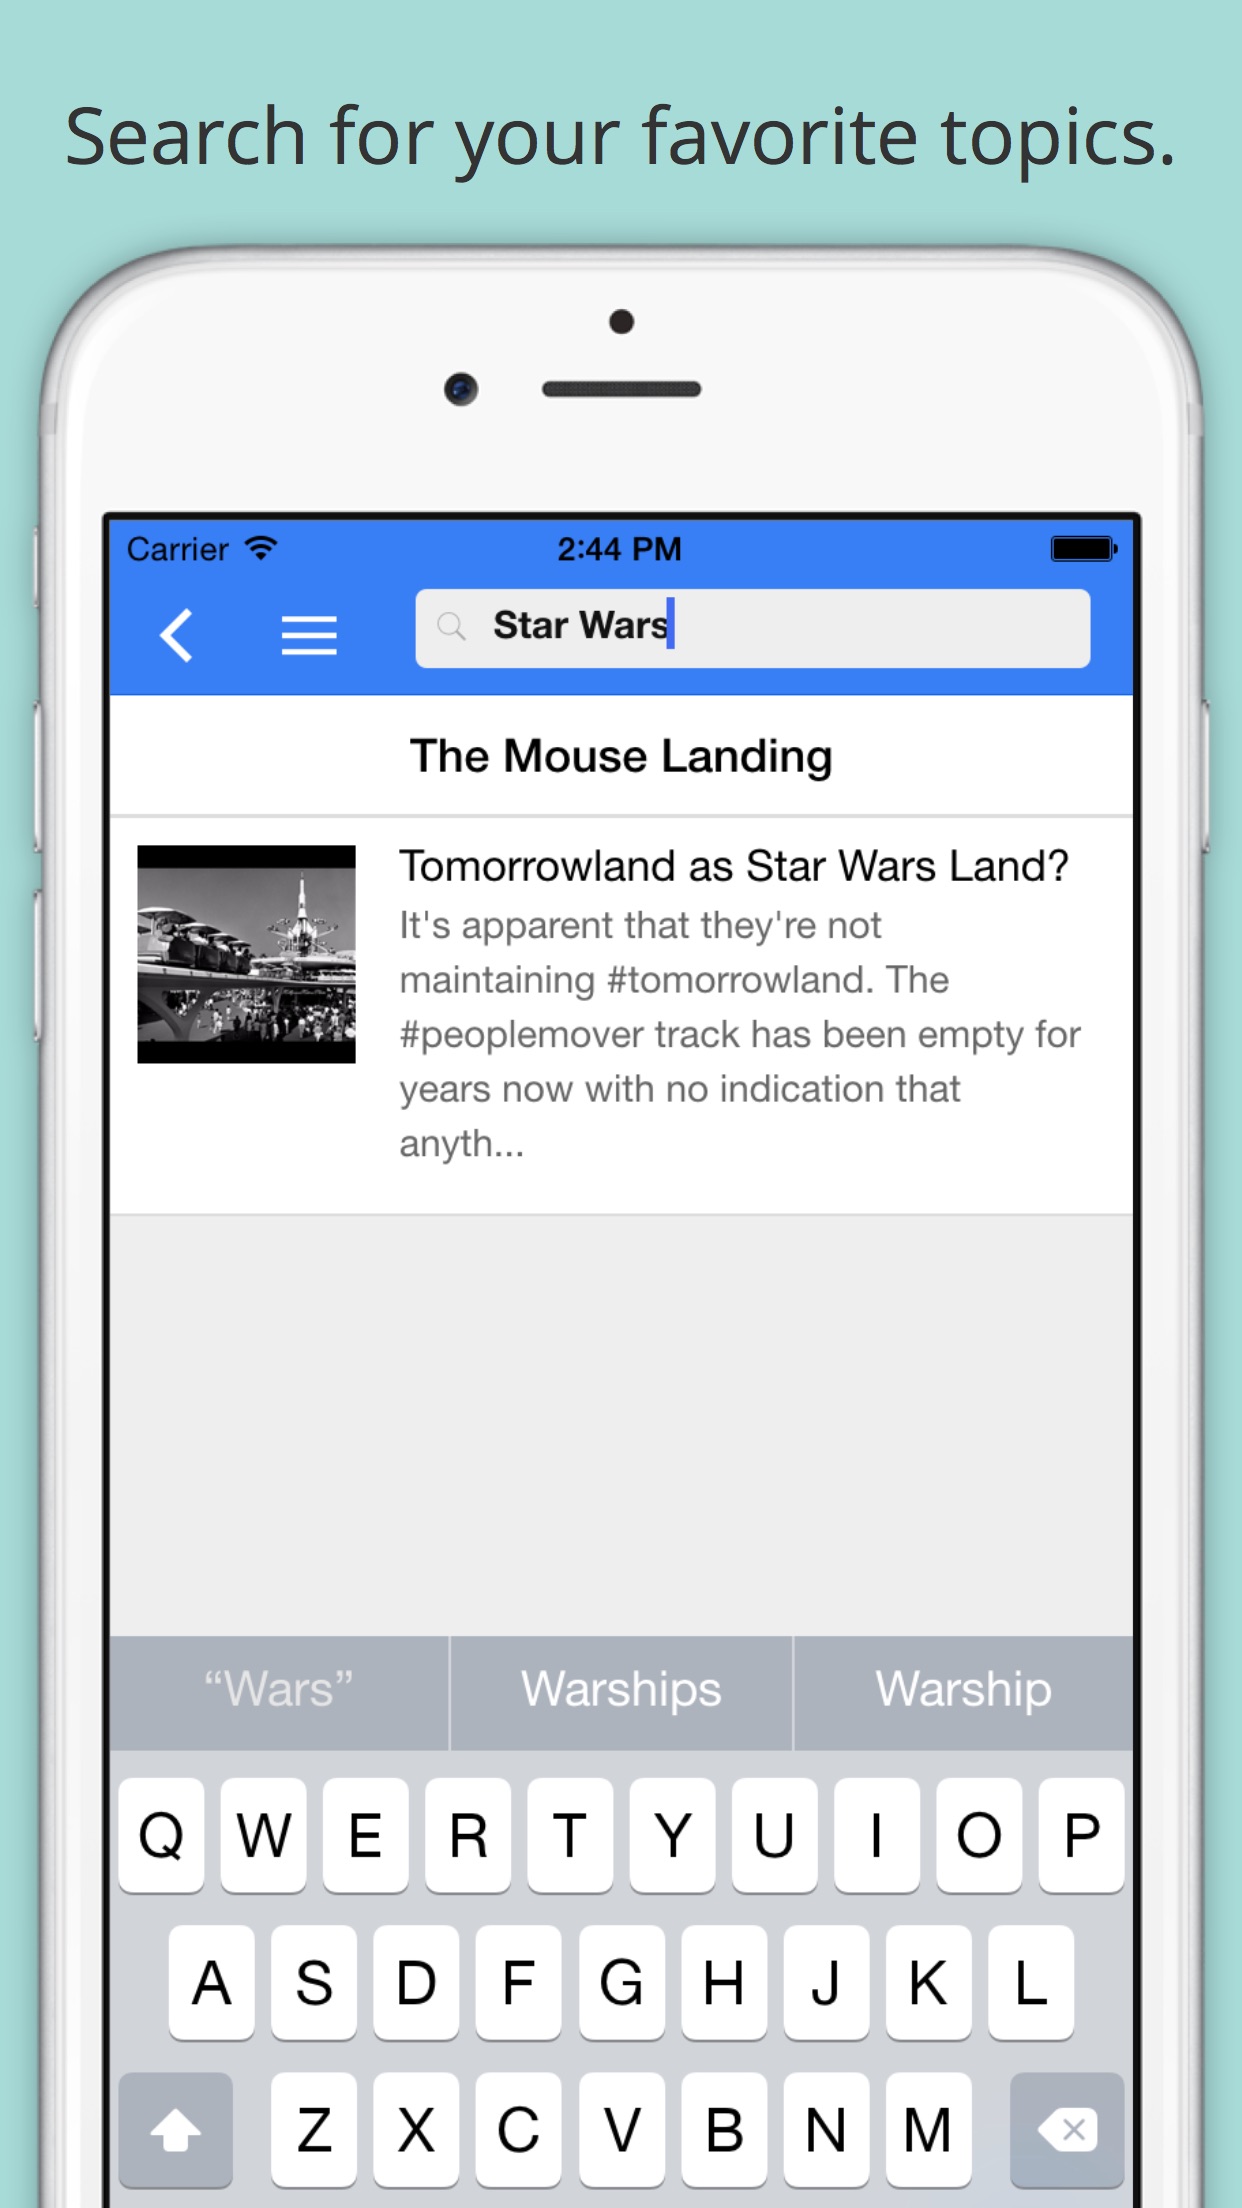 Search for your favorite topics.
Carrier 2:44 PM
Star Wars
The Mouse Landing
Tomorrowland as Star Wars Land?
It's apparent that they're not
maintaining #tomorrowland. The
#peoplemover track has been empty for
years now with no indication that
anyth...
“Wars” Warships Warship
Q W E R T Y U I O P
A S D F G H J K L
Z X C V B N M